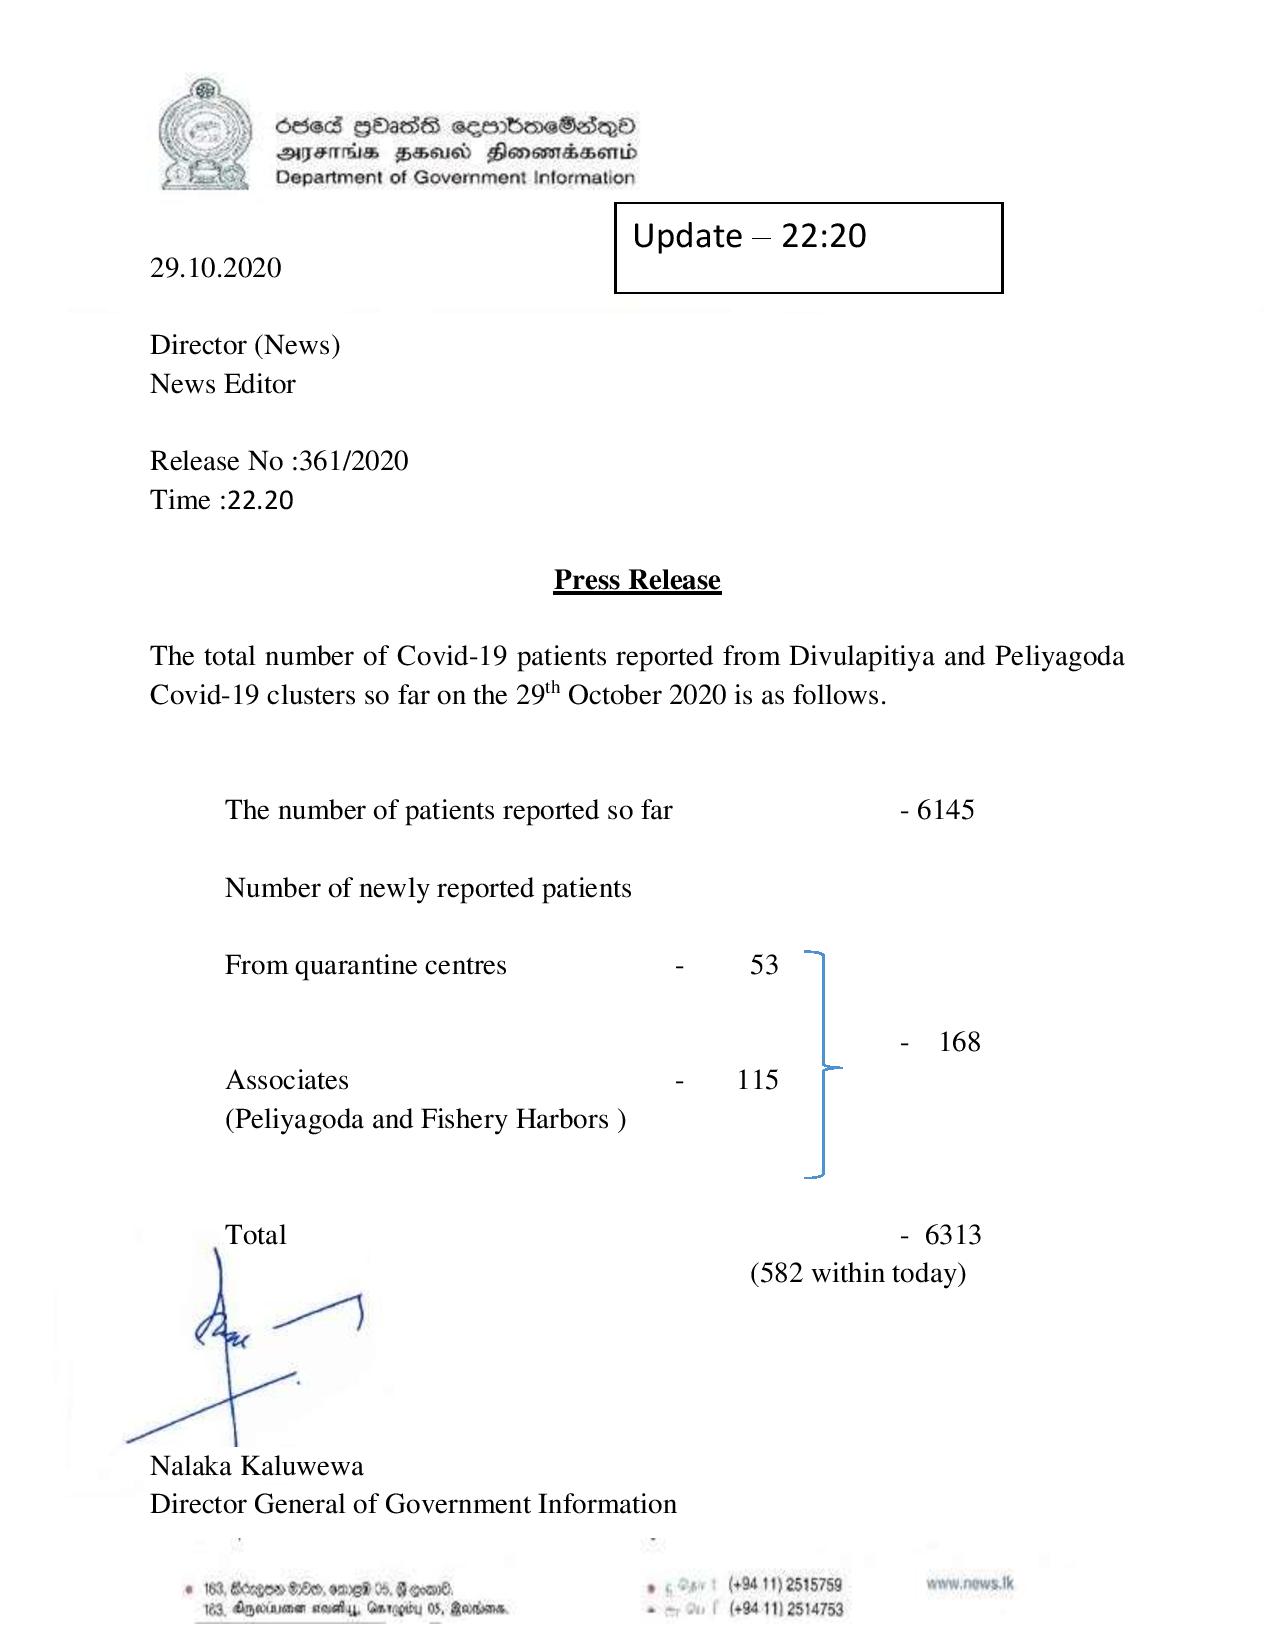 රජයේ ප්‍රවෘත්ති දෙපාර්තමේන්තුව
அரசாங்க தகவல் திணைக்களம்
Department of Government Information
Update – 22:20
29.10.2020
Director (News)
News Editor
Release No :361/2020
Time :22.20
Press Release
The total number of Covid-19 patients reported from Divulapitiya and Peliyagoda
Covid-19 clusters so far on the 29th October 2020 is as follows.
The number of patients reported so far - 6145
Number of newly reported patients
From quarantine centres - 53
- 168
Associates - 115
(Peliyagoda and Fishery Harbors )
Total - 6313
(582 within today)
Nalaka Kaluwewa
Director General of Government Information
163, කිරුලපන මාවත, කොළඹ 05, ශ්‍රී ලංකාව.
163, கிருலப்பனை எவனியூ, கொழும்பு 05, இலங்கை.
(+94 11) 2515759
(+94 11) 2514753
www.news.lk